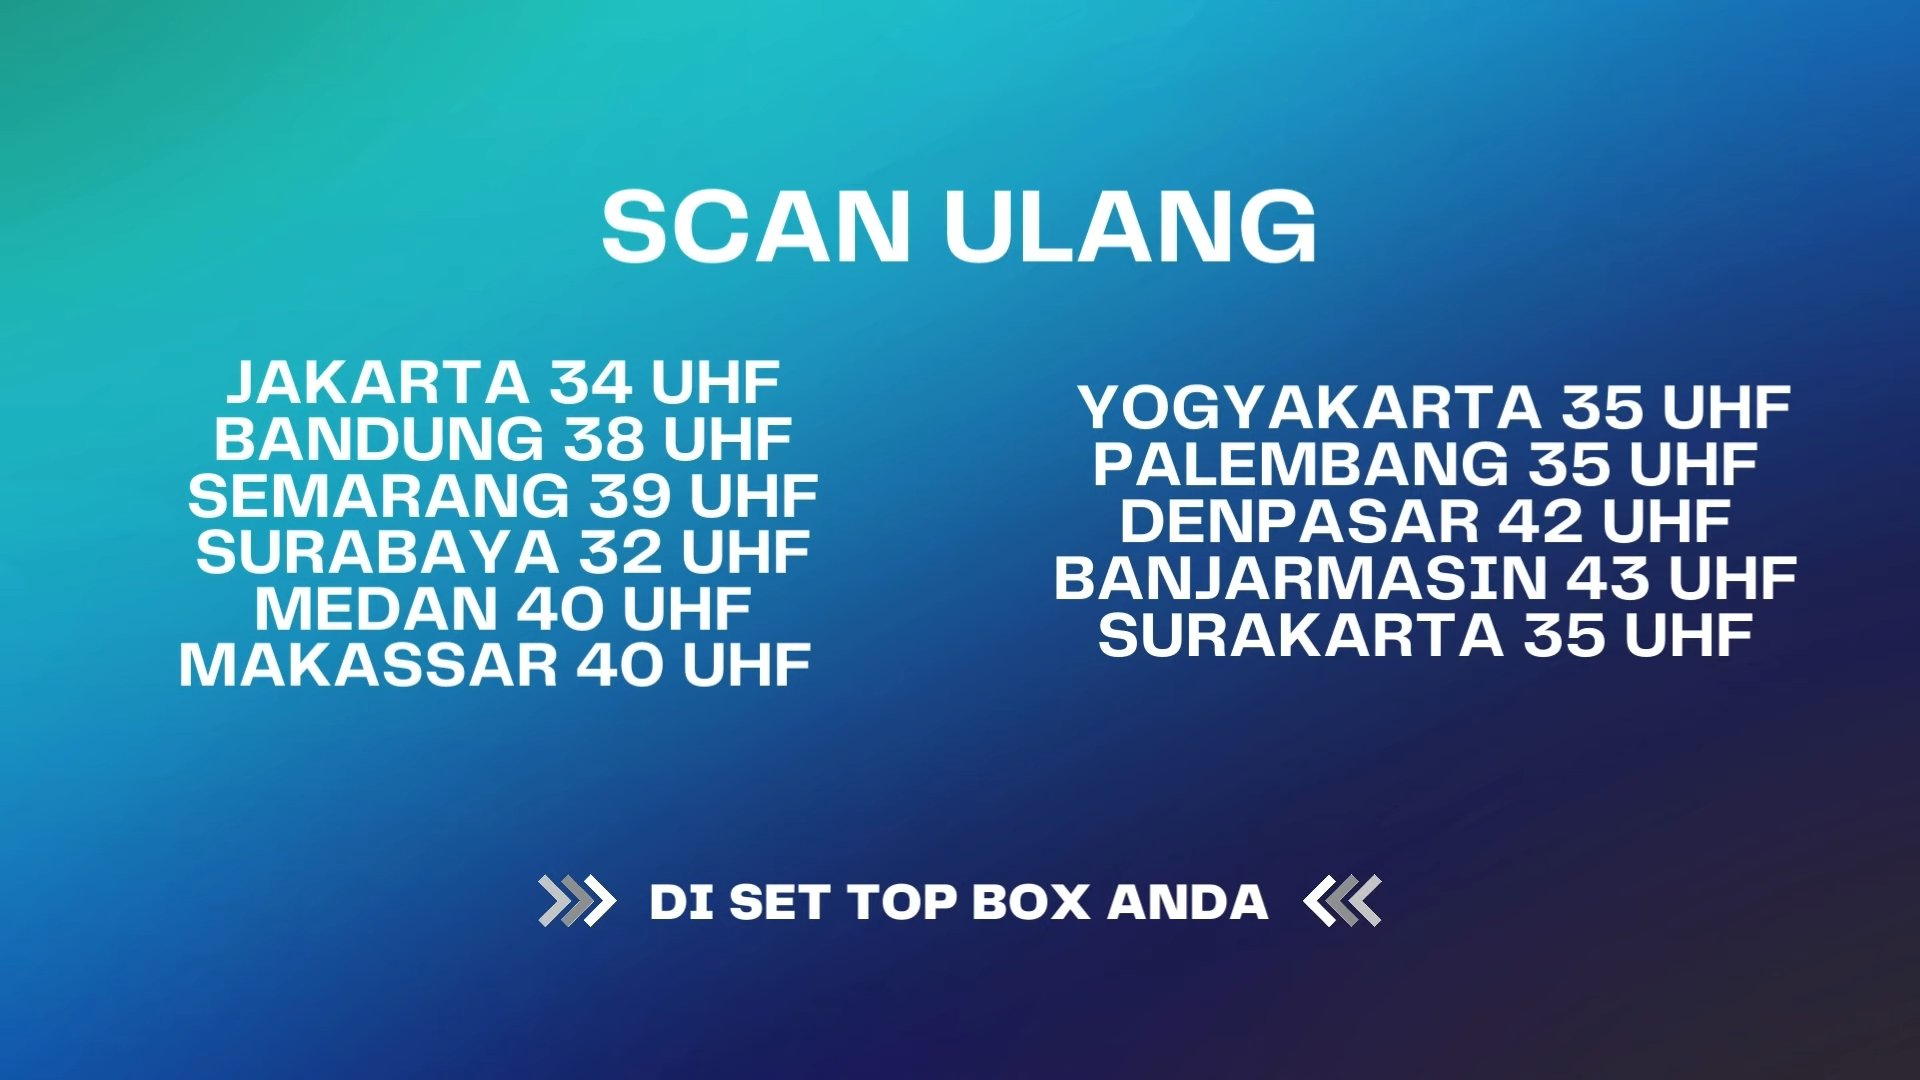 SCAN ULANG
JAKARTA 34 UHF
BANDUNG 38 UHF
SEMARANG 39 UHF
SURABAYA 32 UHF
MEDAN 40 UHF
MAKASSAR 40 UHF
YOGYAKARTA 35 UHF
PALEMBANG 35 UHF
DENPASAR 42 UHF
BANJARMASIN 43 UHF
SURAKARTA 35 UHF
DI SET TOP BOX ANDA